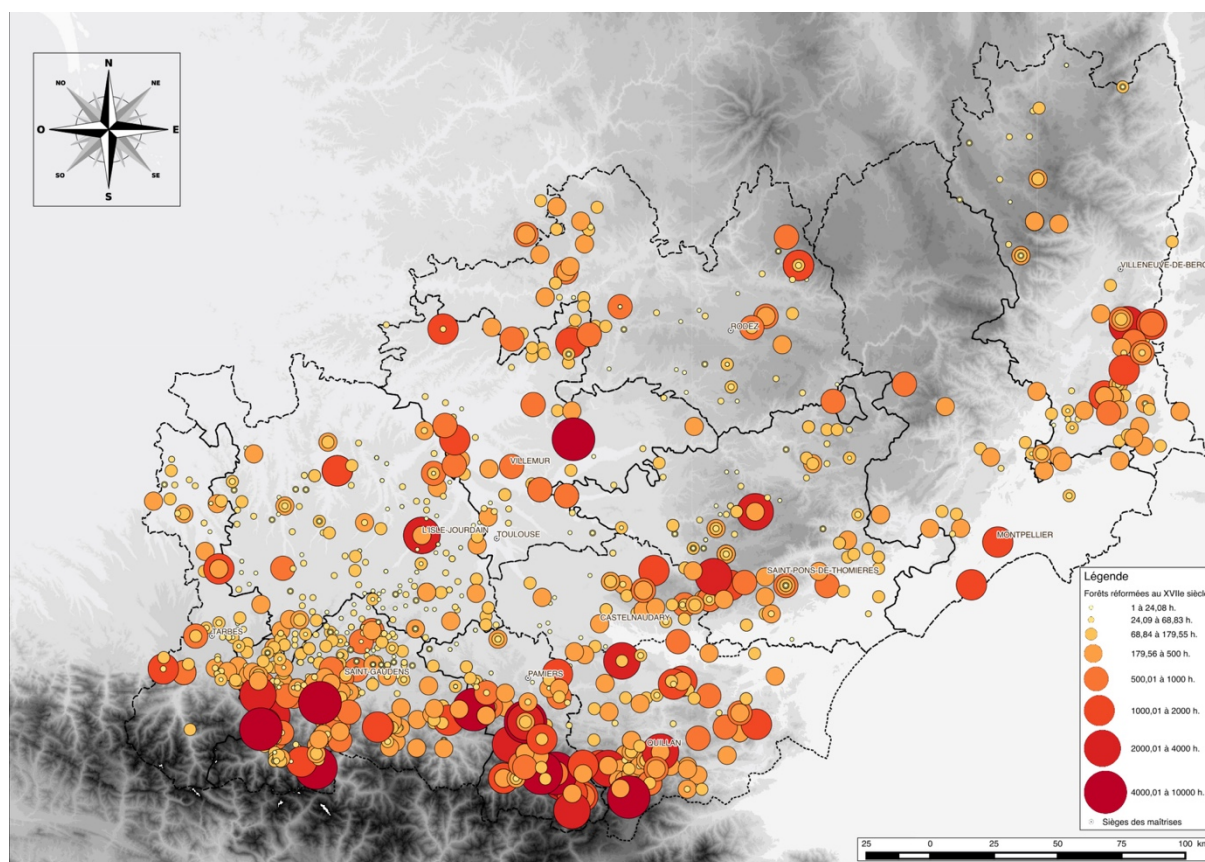 N
NO
NE
O
E
SO
SE
S
VILLENEUVE-DE-BERG
RODEZ
VILLEMUR
L'ISLE-JOURDAIN
TOULOUSE
MONTPELLIER
SAINT-PONS-DE-THOMIERES
CASTELNAUDARY
TARBES
SAINT-GAUDENS
PAMIERS
QUILLAN
Légende
Forêts réformées au XVIIe siècle
1 à 24,08 h.
24,09 à 68,83 h.
68,84 à 179,55 h.
179,56 à 500 h.
500,01 à 1000 h.
1000,01 à 2000 h.
2000,01 à 4000 h.
4000,01 à 10000 h.
Sièges des maîtrises
25 0 25 50 75 100 km